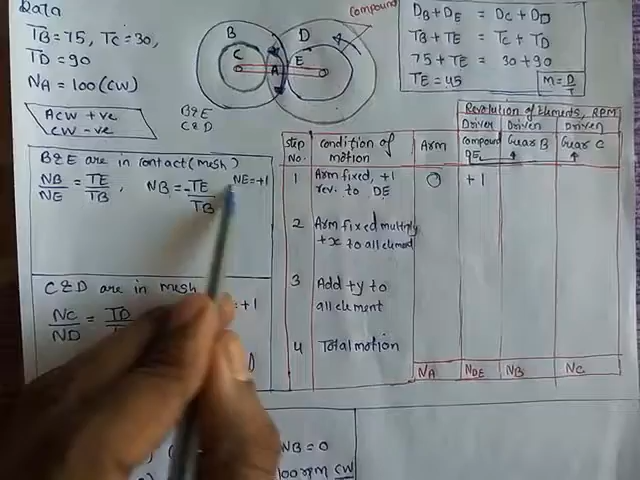 Data
TB=75, TC=30,
TD=90
NA=100(CW)
ACW +ve
CW -ve
B
C
A
E
D
compound
B&E
C&D
DB+DE = DC+DD
TB+TE = TC+TD
75+TE = 30+90
TE=45
m=D/T
B&E are in contact(mesh)
NB/NE = TE/TB, NB = -TE/TB NE=+1
C&D are in mesh
NC/ND = TD
+1
D
NB=0
100rpm CW
Revolution of Elements, RPM
Driver Driven Driven
Step No. Condition of motion Arm compound DE Guear B Guear C
1 Arm fixed, +1 rev. to DE 0 +1
2 Arm fixed multiply +x to all element
3 Add +y to all element
4 Total motion
NA NDE NB NC